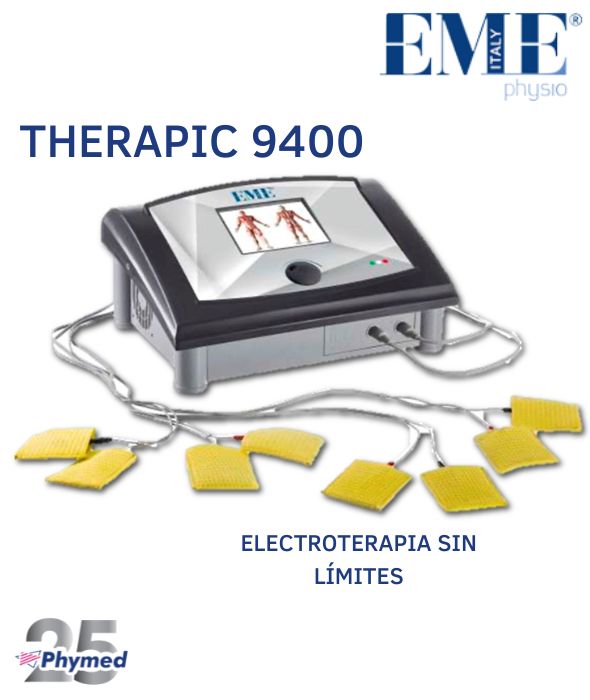 EME®
ITALY
physio
THERAPIC 9400
EME
ELECTROTERAPIA SIN
LÍMITES
25
Phymed